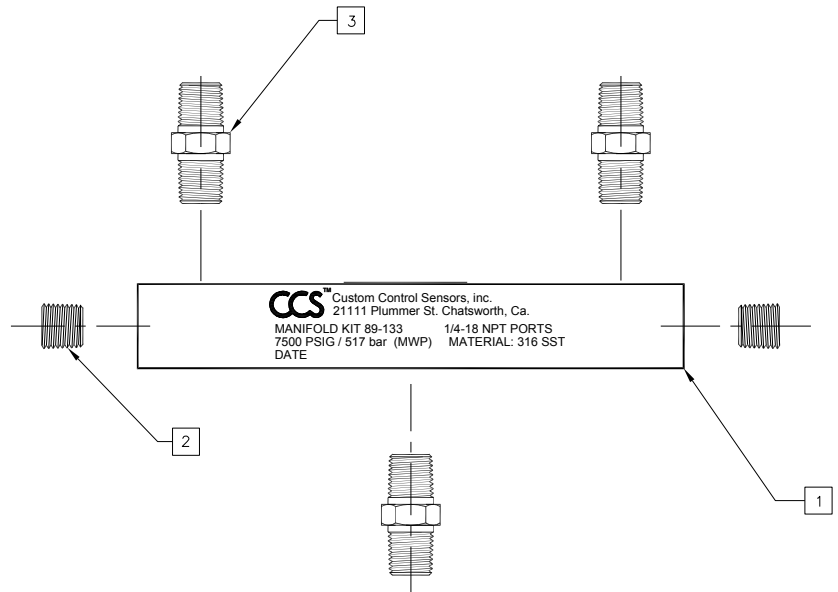 3
CCS™ Custom Control Sensors, inc.
21111 Plummer St. Chatsworth, Ca.
MANIFOLD KIT 89-133 1/4-18 NPT PORTS
7500 PSIG / 517 bar (MWP) MATERIAL: 316 SST
DATE
2
1